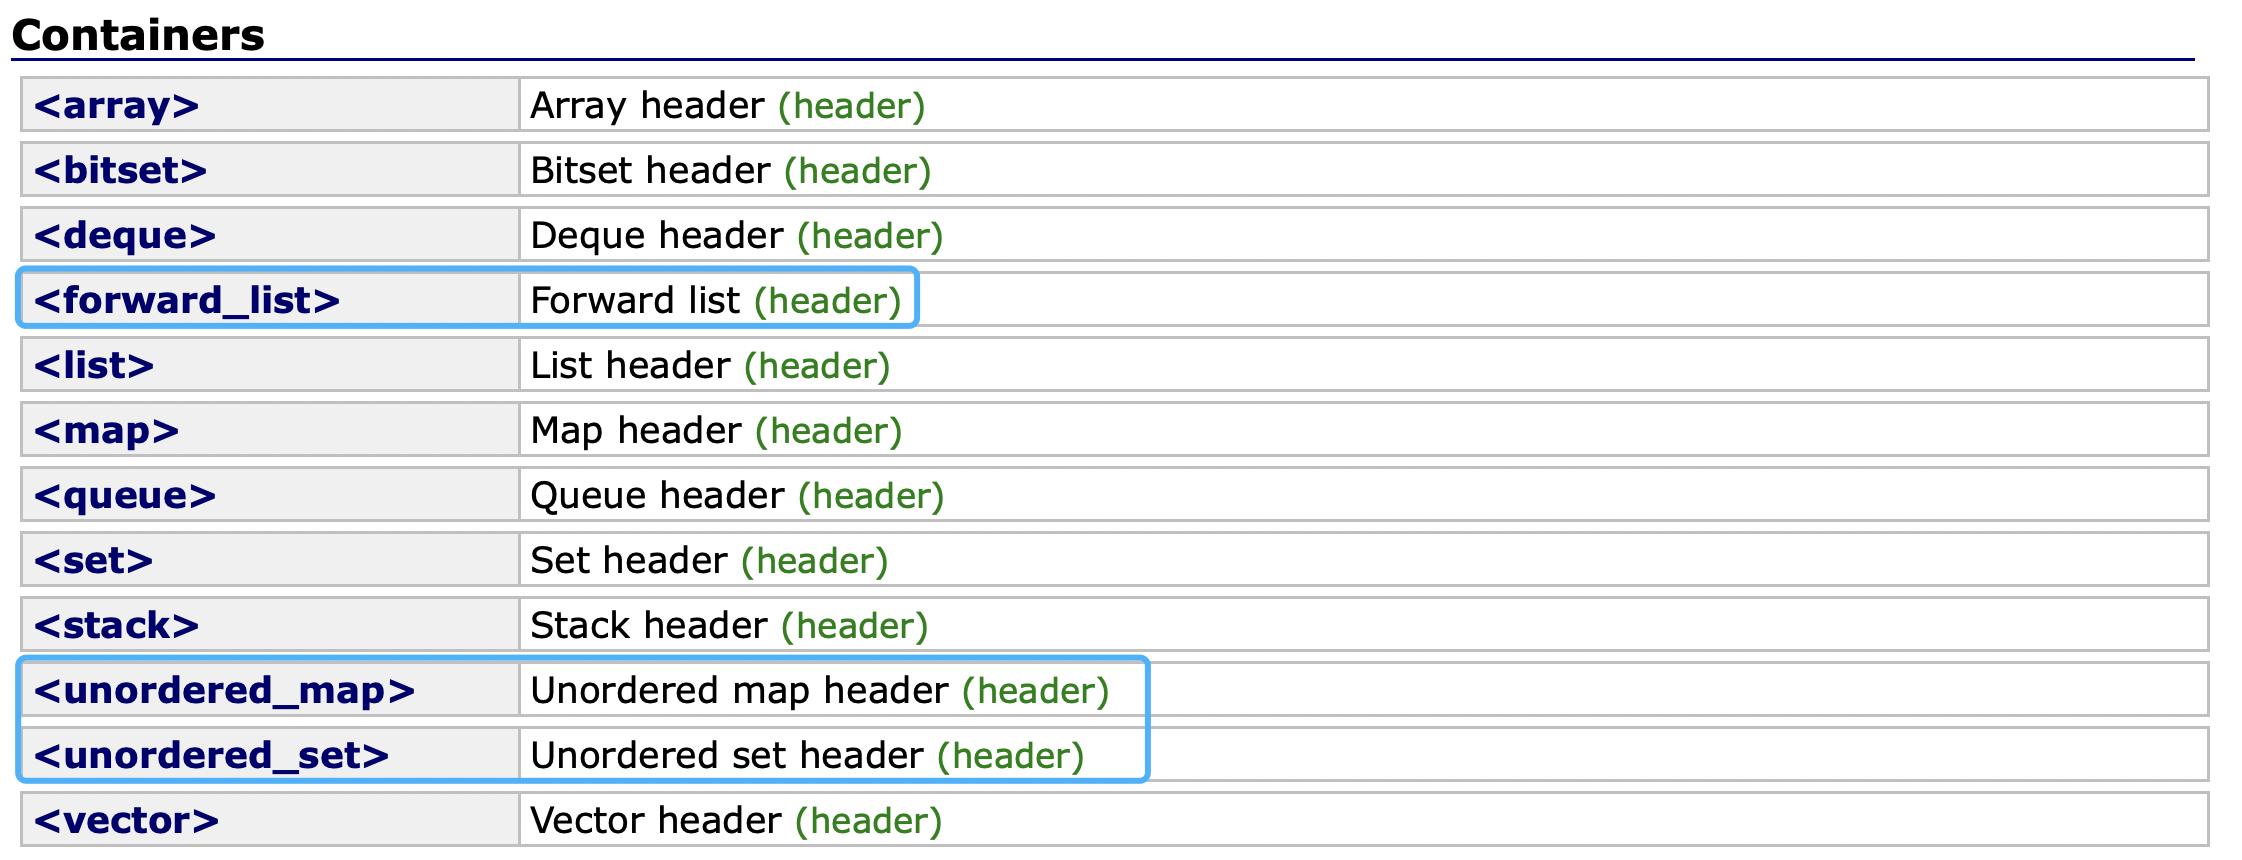 Containers
<array> Array header (header)
<bitset> Bitset header (header)
<deque> Deque header (header)
<forward_list> Forward list (header)
<list> List header (header)
<map> Map header (header)
<queue> Queue header (header)
<set> Set header (header)
<stack> Stack header (header)
<unordered_map> Unordered map header (header)
<unordered_set> Unordered set header (header)
<vector> Vector header (header)